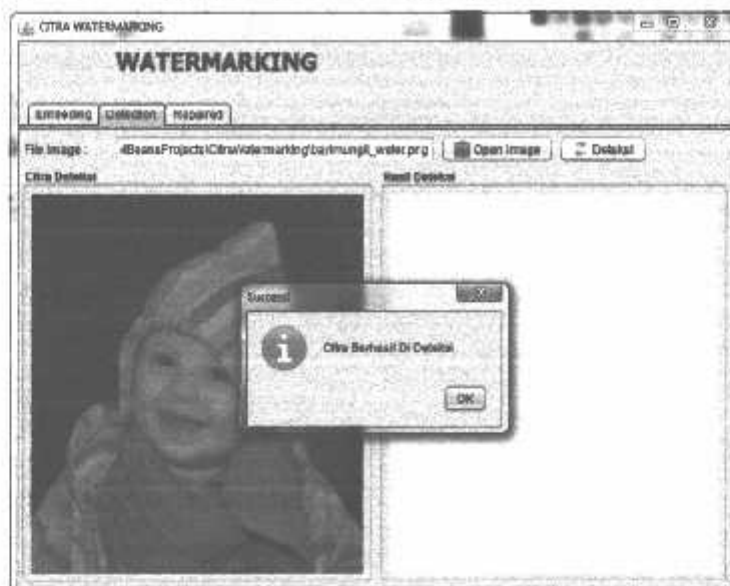 CITRA WATERMARKING
WATERMARKING
Embeding Detection Repaired
File Image : Open Image Deteksi
Citra Deteksi Hasil Deteksi
Success!
Citra Berhasil Di Deteksi
OK